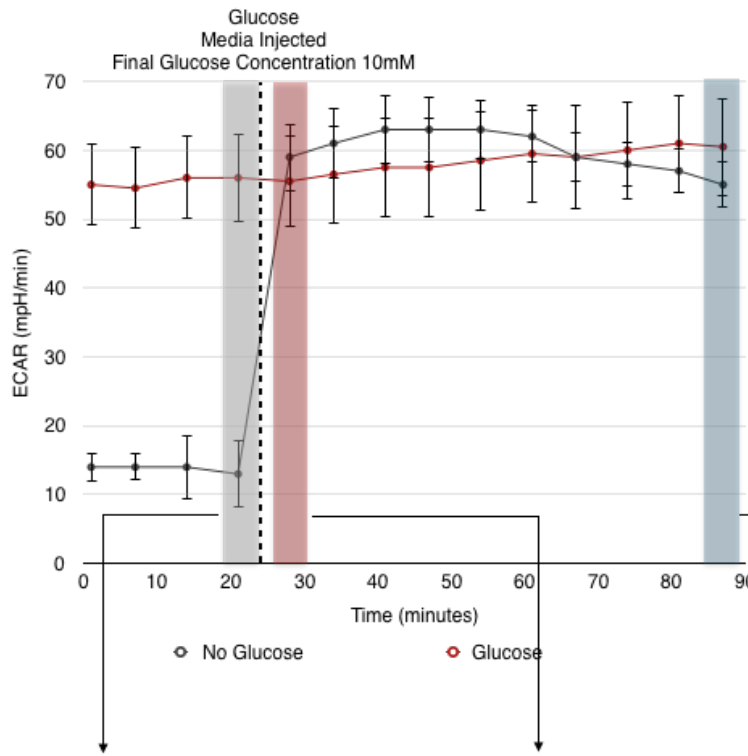 Glucose
Media Injected
Final Glucose Concentration 10mM
70
60
50
40
30
20
10
0
ECAR (mpH/min)
0 10 20 30 40 50 60 70 80 90
Time (minutes)
No Glucose Glucose